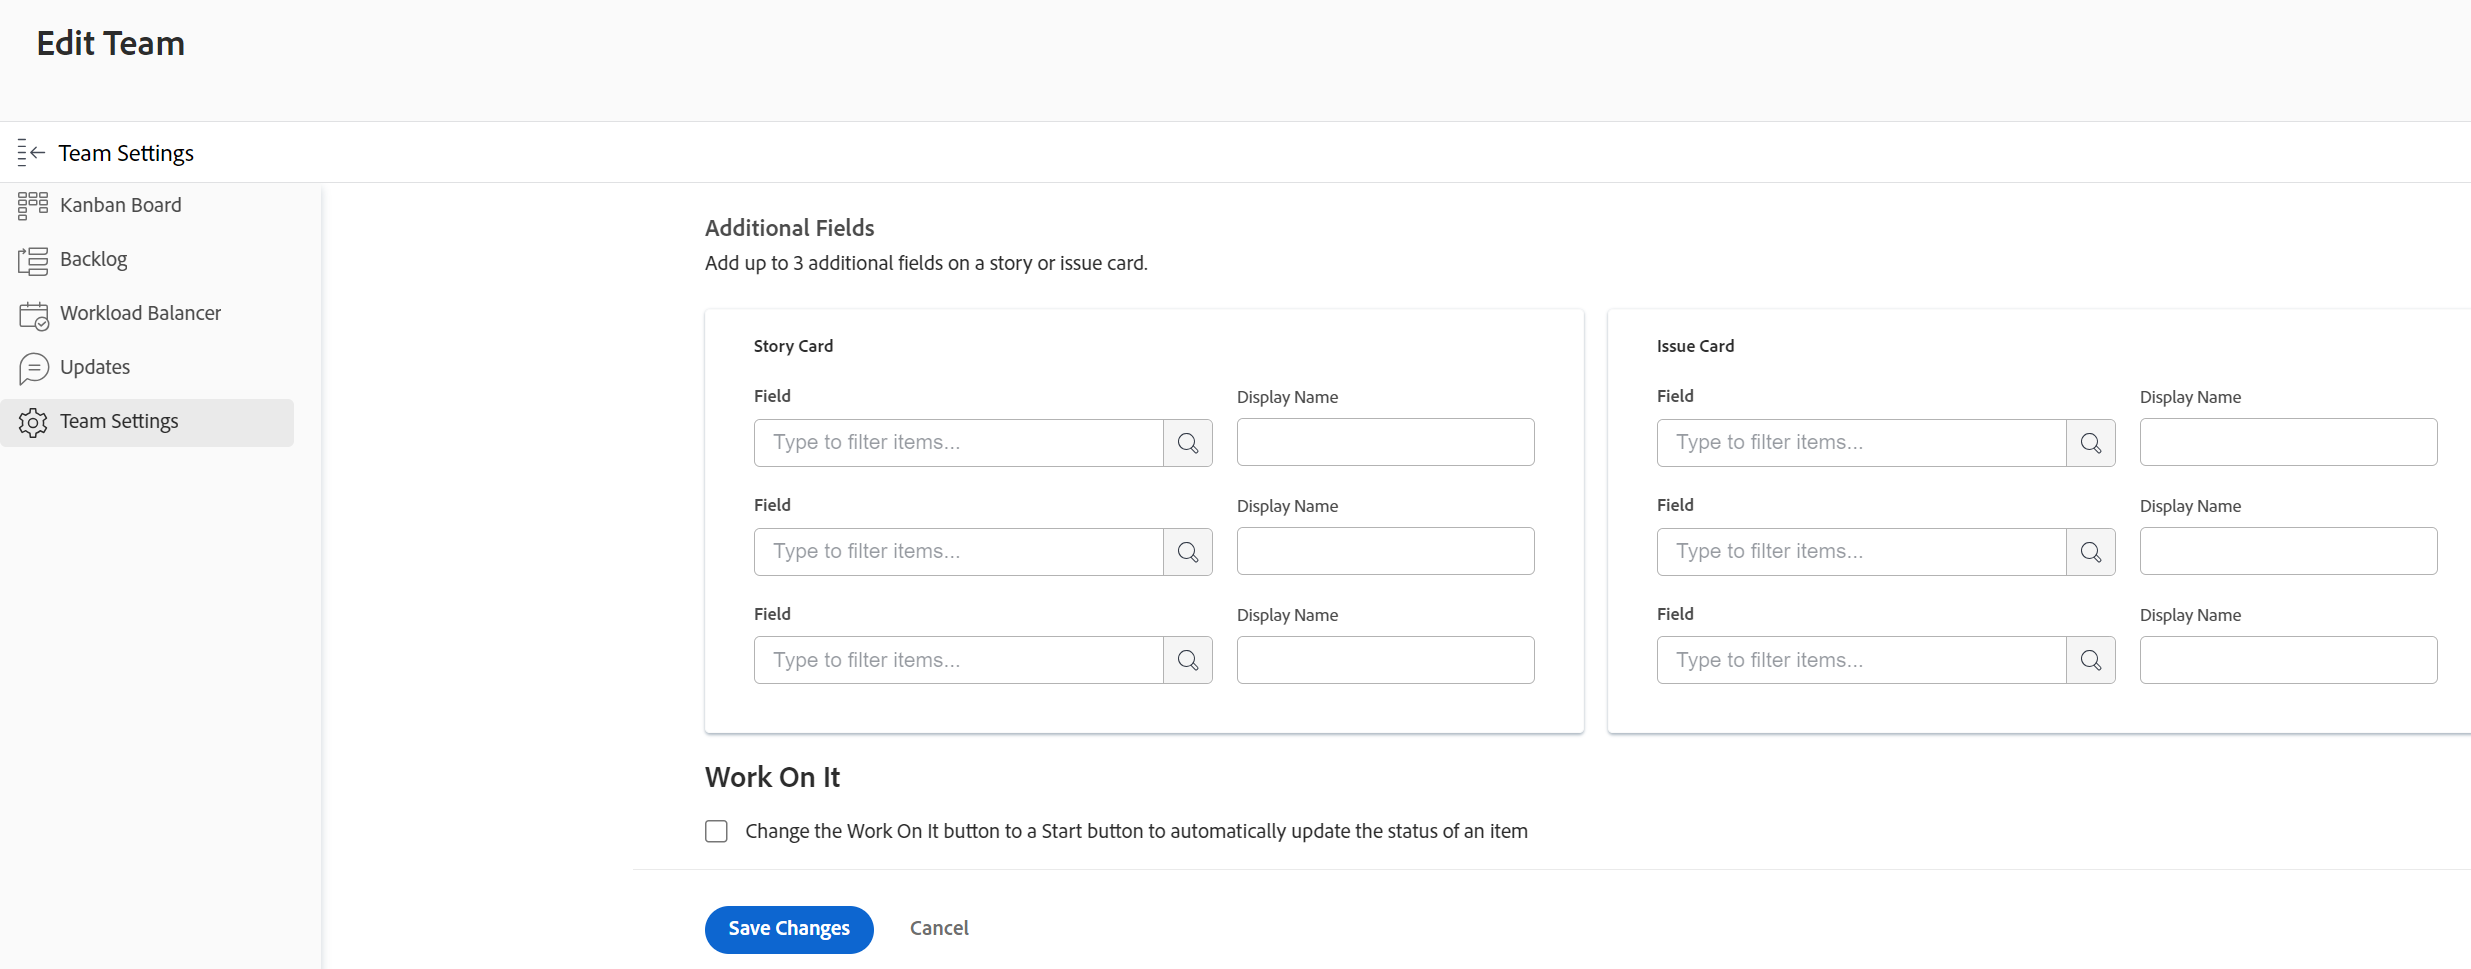 Edit Team
Team Settings
Kanban Board
Backlog
Workload Balancer
Updates
Team Settings
Additional Fields
Add up to 3 additional fields on a story or issue card.
Story Card
Field
Display Name
Type to filter items...
Field
Display Name
Type to filter items...
Field
Display Name
Type to filter items...
Issue Card
Field
Display Name
Type to filter items...
Field
Display Name
Type to filter items...
Field
Display Name
Type to filter items...
Work On It
Change the Work On It button to a Start button to automatically update the status of an item
Save Changes
Cancel